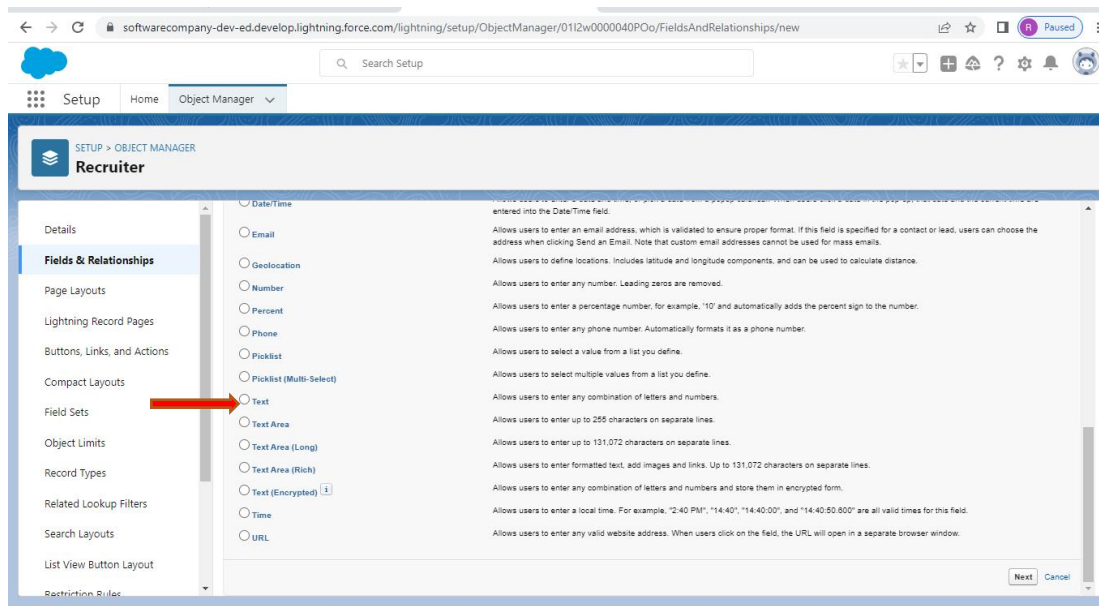 softwarecompany-dev-ed.develop.lightning.force.com/lightning/setup/ObjectManager/01I2w0000040POo/FieldsAndRelationships/new
R Paused
Search Setup
Setup Home Object Manager
SETUP > OBJECT MANAGER
Recruiter
Details
Fields & Relationships
Page Layouts
Lightning Record Pages
Buttons, Links, and Actions
Compact Layouts
Field Sets
Object Limits
Record Types
Related Lookup Filters
Search Layouts
List View Button Layout
Restriction Rules
Date/Time
entered into the Date/Time field.
Email Allows users to enter an email address, which is validated to ensure proper format. If this field is specified for a contact or lead, users can choose the
address when clicking Send an Email. Note that custom email addresses cannot be used for mass emails.
Geolocation Allows users to define locations. Includes latitude and longitude components, and can be used to calculate distance.
Number Allows users to enter any number. Leading zeros are removed.
Percent Allows users to enter a percentage number, for example, '10' and automatically adds the percent sign to the number.
Phone Allows users to enter any phone number. Automatically formats it as a phone number.
Picklist Allows users to select a value from a list you define.
Picklist (Multi-Select) Allows users to select multiple values from a list you define.
Text Allows users to enter any combination of letters and numbers.
Text Area Allows users to enter up to 255 characters on separate lines.
Text Area (Long) Allows users to enter up to 131,072 characters on separate lines.
Text Area (Rich) Allows users to enter formatted text, add images and links. Up to 131,072 characters on separate lines.
Text (Encrypted) i Allows users to enter any combination of letters and numbers and store them in encrypted form.
Time Allows users to enter a local time. For example, "2:40 PM", "14:40", "14:40:00", and "14:40:50.600" are all valid times for this field.
URL Allows users to enter any valid website address. When users click on the field, the URL will open in a separate browser window.
Next Cancel